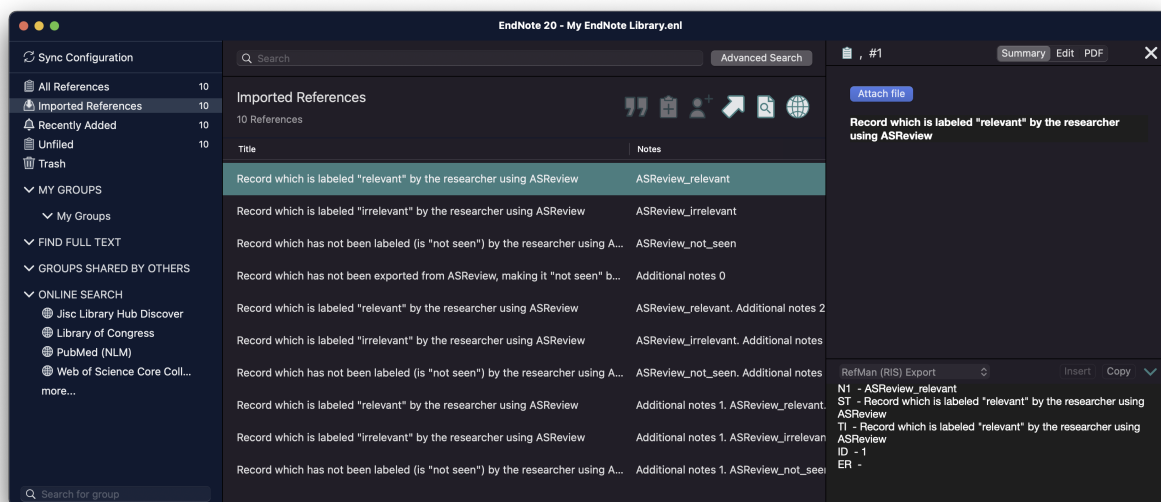 EndNote 20 - My EndNote Library.enl
Sync Configuration
All References 10
Imported References 10
Recently Added 10
Unfiled 10
Trash
MY GROUPS
My Groups
FIND FULL TEXT
GROUPS SHARED BY OTHERS
ONLINE SEARCH
Jisc Library Hub Discover
Library of Congress
PubMed (NLM)
Web of Science Core Coll...
more...
Search for group
Search Advanced Search
Imported References
10 References
Title Notes
Record which is labeled "relevant" by the researcher using ASReview ASReview_relevant
Record which is labeled "irrelevant" by the researcher using ASReview ASReview_irrelevant
Record which has not been labeled (is "not seen") by the researcher using A... ASReview_not_seen
Record which has not been exported from ASReview, making it "not seen" b... Additional notes 0
Record which is labeled "relevant" by the researcher using ASReview ASReview_relevant. Additional notes 2
Record which is labeled "irrelevant" by the researcher using ASReview ASReview_irrelevant. Additional notes
Record which has not been labeled (is "not seen") by the researcher using A... ASReview_not_seen. Additional notes
Record which is labeled "relevant" by the researcher using ASReview Additional notes 1. ASReview_relevant.
Record which is labeled "irrelevant" by the researcher using ASReview Additional notes 1. ASReview_irrelevan
Record which has not been labeled (is "not seen") by the researcher using A... Additional notes 1. ASReview_not_see
, #1 Summary Edit PDF
Attach file
Record which is labeled "relevant" by the researcher
using ASReview
RefMan (RIS) Export Insert Copy
N1 - ASReview_relevant
ST - Record which is labeled "relevant" by the researcher using
ASReview
TI - Record which is labeled "relevant" by the researcher using
ASReview
ID - 1
ER -